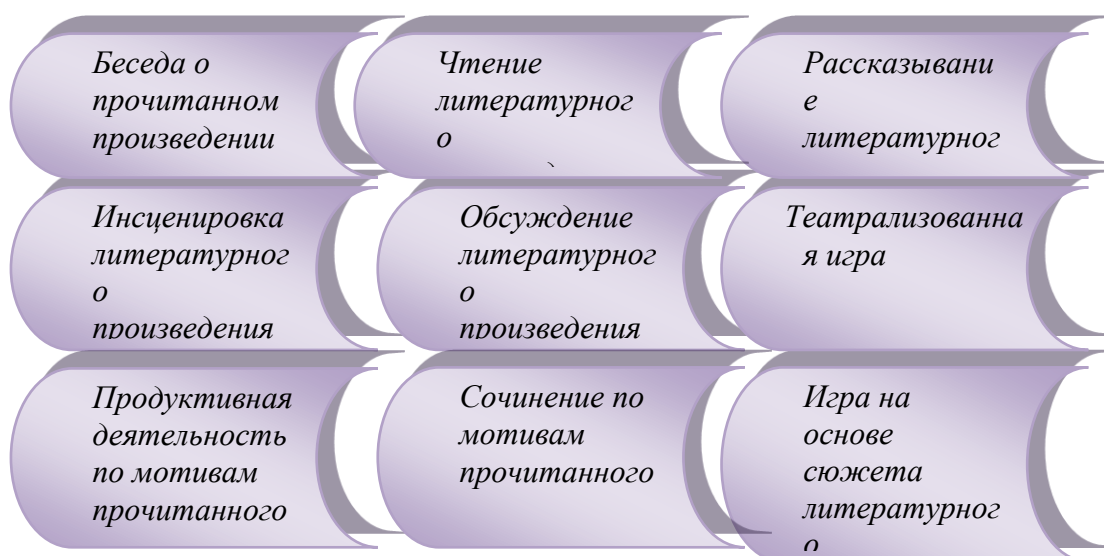 Беседа о
прочитанном
произведении
Чтение
литературног
о
Рассказывани
е
литературног
Инсценировка
литературног
о
произведения
Обсуждение
литературног
о
произведения
Театрализованна
я игра
Продуктивная
деятельность
по мотивам
прочитанного
Сочинение по
мотивам
прочитанного
Игра на
основе
сюжета
литературног
о